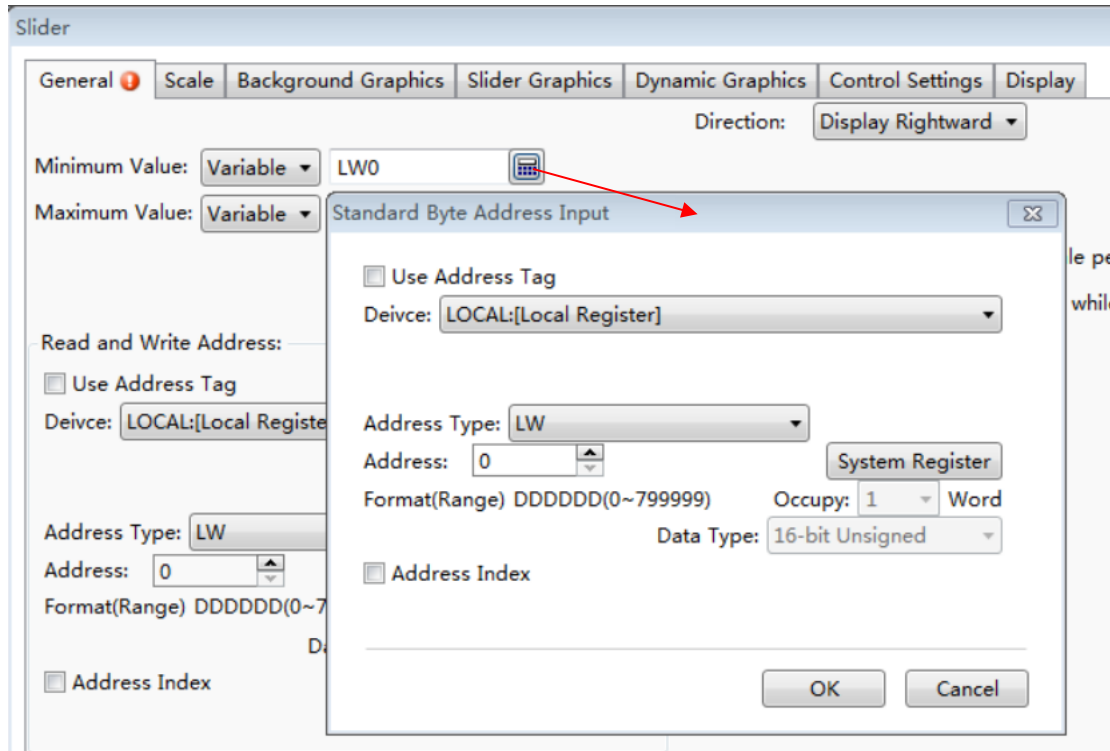 Slider
General Scale Background Graphics Slider Graphics Dynamic Graphics Control Settings Display
Direction: Display Rightward
Minimum Value: Variable LW0
Maximum Value: Variable
Standard Byte Address Input
Use Address Tag
Deivce: LOCAL:[Local Register]
Address Type: LW
Address: 0 System Register
Format(Range) DDDDDD(0~799999) Occupy: 1 Word
Data Type: 16-bit Unsigned
Address Index
OK Cancel
le pe
whil
Read and Write Address:
Use Address Tag
Deivce: LOCAL:[Local Registe
Address Type: LW
Address: 0
Format(Range) DDDDDD(0~7
Da
Address Index